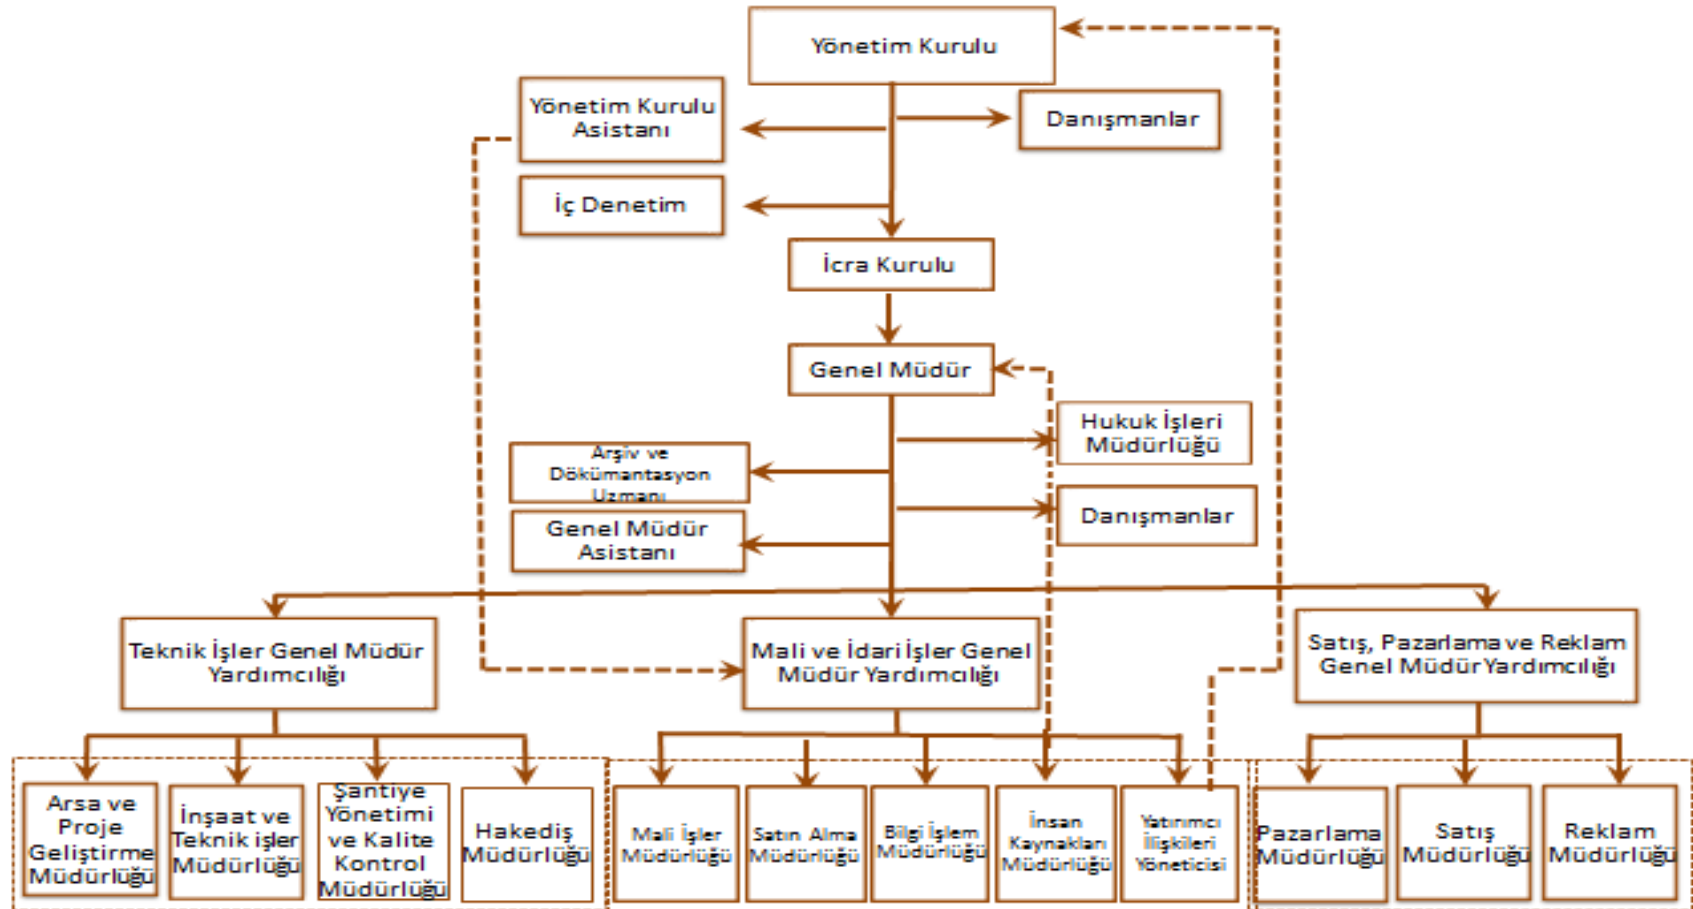 Yönetim Kurulu
Yönetim Kurulu
Asistanı
Danışmanlar
İç Denetim
İcra Kurulu
Genel Müdür
Hukuk İşleri
Müdürlüğü
Arşiv ve
Dökümantasyon
Uzmanı
Danışmanlar
Genel Müdür
Asistanı
Teknik İşler Genel Müdür
Yardımcılığı
Mali ve İdari İşler Genel
Müdür Yardımcılığı
Satış, Pazarlama ve Reklam
Genel Müdür Yardımcılığı
Arsa ve
Proje
Geliştirme
Müdürlüğü
İnşaat ve
Teknik işler
Müdürlüğü
Şantiye
Yönetimi
ve Kalite
Kontrol
Müdürlüğü
Hakediş
Müdürlüğü
Mali İşler
Müdürlüğü
Satın Alma
Müdürlüğü
Bilgi İşlem
Müdürlüğü
İnsan
Kaynakları
Müdürlüğü
Yatırımcı
İlişkileri
Yöneticisi
Pazarlama
Müdürlüğü
Satış
Müdürlüğü
Reklam
Müdürlüğü